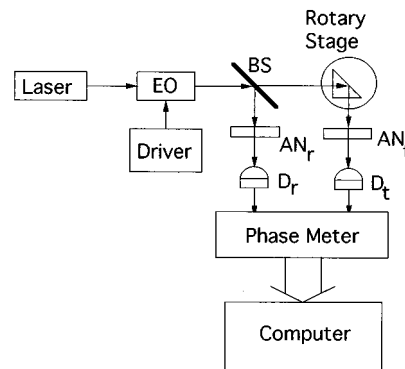 Rotary
Stage
BS
Laser
EO
Driver
ANr
ANt
Dr
Dt
Phase Meter
Computer